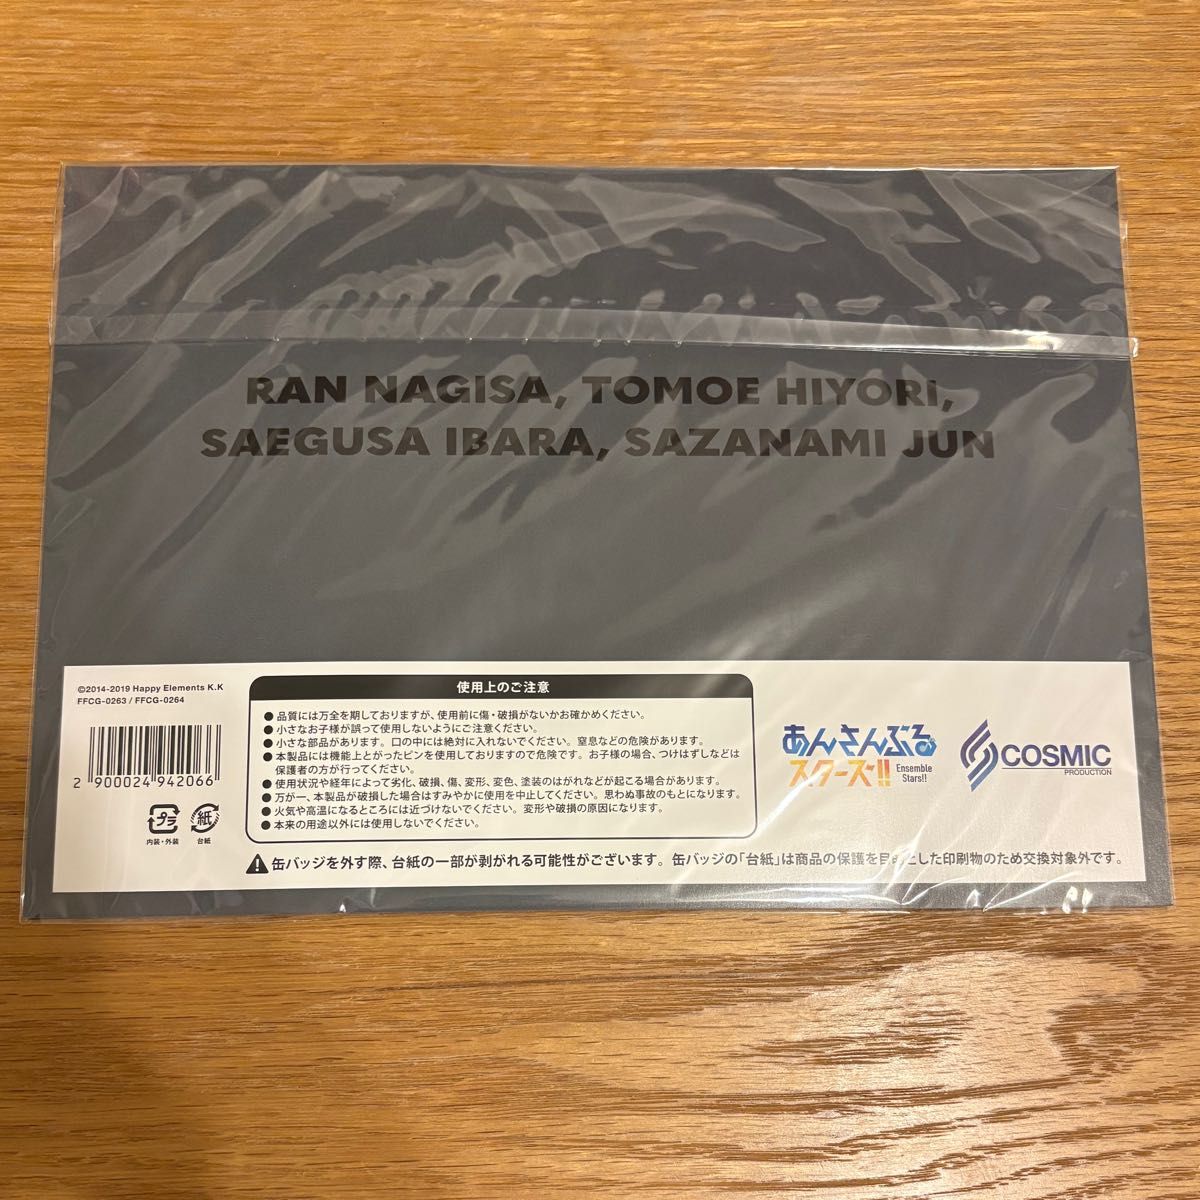 RAN NAGISA, TOMOE HIYORI,
SAEGUSA IBARA, SAZANAMI JUN
©2014-2019 Happy Elements K.K
FFCG-0263 / FFCG-0264
2 900024 942066
プラ
内装・外装
紙
台紙
使用上のご注意
● 品質には万全を期しておりますが、使用前に傷・破損がないかお確かめください。
● 小さなお子様が誤って使用しないようにご注意ください。
● 小さな部品があります。口の中には絶対に入れないでください。窒息などの危険があります。
● 本製品には機能上とがったピンを使用しておりますので危険です。お子様の場合、つけはずしなどは
保護者の方が行ってください。
● 使用状況や経年によって劣化、破損、傷、変形、変色、塗装のはがれなどが起こる場合があります。
● 万が一、本製品が破損した場合はすみやかに使用を中止してください。思わぬ事故のもとになります。
● 火気や高温になるところには近づけないでください。変形や破損の原因になります。
● 本来の用途以外には使用しないでください。
あんさんぶる
スターズ!!
Ensemble
Stars!!
COSMIC
PRODUCTION
缶バッジを外す際、台紙の一部が剥がれる可能性がございます。缶バッジの「台紙」は商品の保護を目的とした印刷物のため交換対象外です。